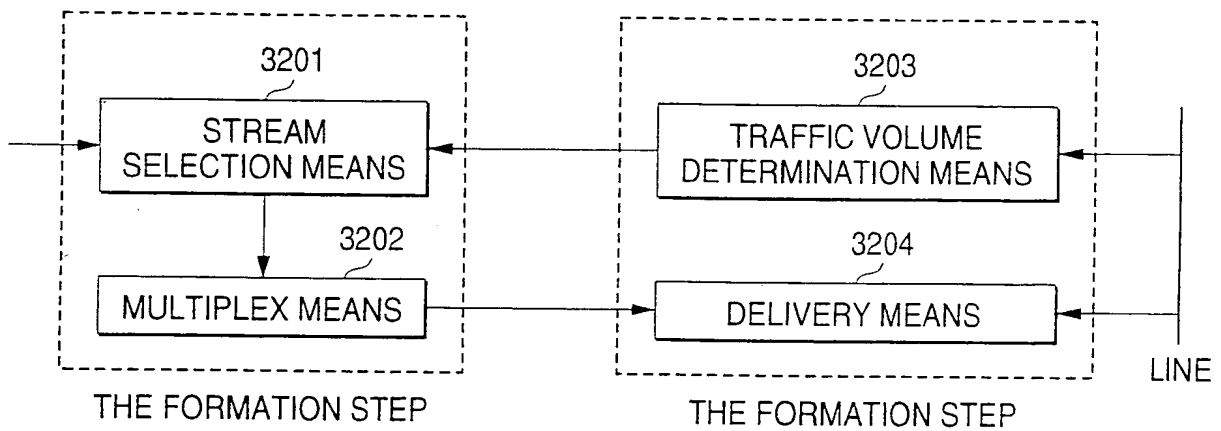 3201
STREAM
SELECTION MEANS
3202
MULTIPLEX MEANS
THE FORMATION STEP
3203
TRAFFIC VOLUME
DETERMINATION MEANS
3204
DELIVERY MEANS
THE FORMATION STEP
LINE